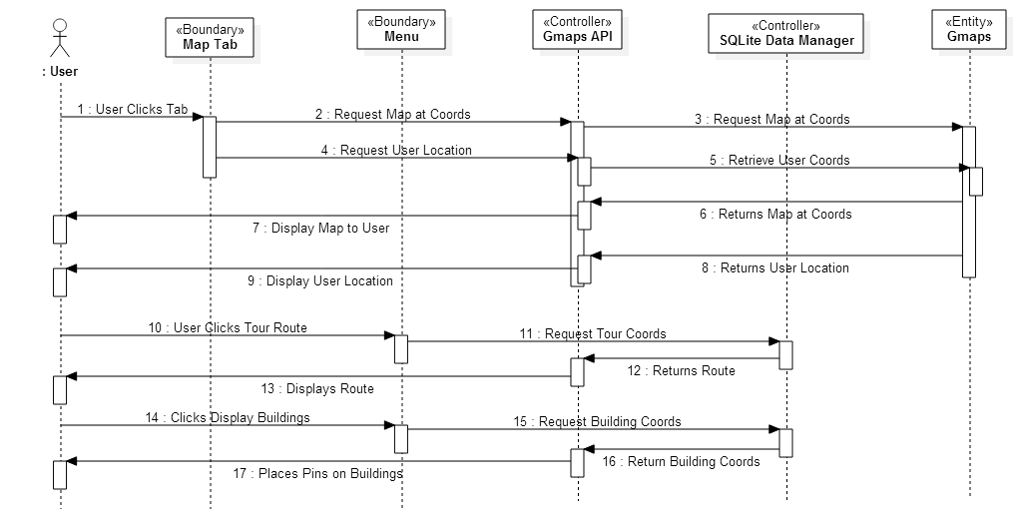 «Boundary»
Map Tab
«Boundary»
Menu
«Controller»
Gmaps API
«Controller»
SQLite Data Manager
«Entity»
Gmaps
: User
1 : User Clicks Tab
2 : Request Map at Coords
3 : Request Map at Coords
4 : Request User Location
5 : Retrieve User Coords
6 : Returns Map at Coords
7 : Display Map to User
8 : Returns User Location
9 : Display User Location
10 : User Clicks Tour Route
11 : Request Tour Coords
12 : Returns Route
13 : Displays Route
14 : Clicks Display Buildings
15 : Request Building Coords
16 : Return Building Coords
17 : Places Pins on Buildings